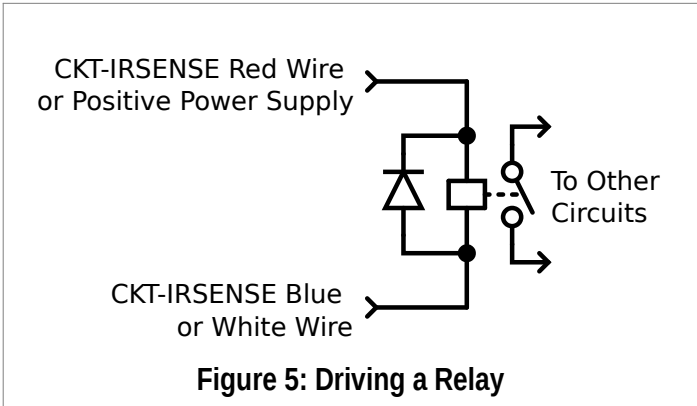 CKT-IRSENSE Red Wire
or Positive Power Supply
To Other
Circuits
CKT-IRSENSE Blue
or White Wire
Figure 5: Driving a Relay